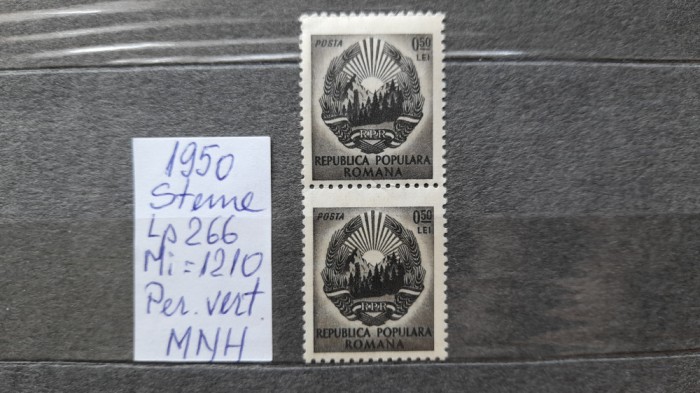 1950
Steme
Lp 266
Mi = 1210
Per. vert.
MNH
POSTA 0.50
LEI
RPR
REPUBLICA POPULARA
ROMANA
POSTA 0.50
LEI
RPR
REPUBLICA POPULARA
ROMANA